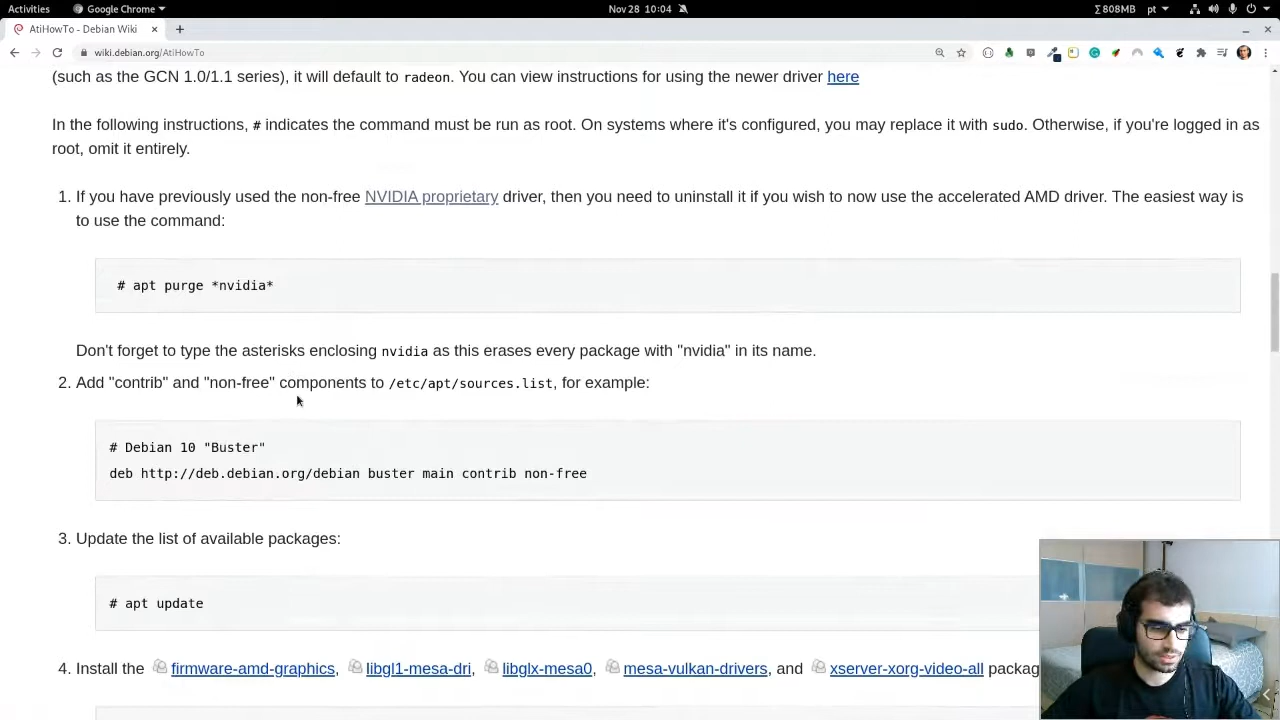 Activities
Google Chrome
Nov 28 10:04
∑ 808MB
pt
AtiHowTo - Debian Wiki
wiki.debian.org/AtiHowTo
(such as the GCN 1.0/1.1 series), it will default to radeon. You can view instructions for using the newer driver here
In the following instructions, # indicates the command must be run as root. On systems where it's configured, you may replace it with sudo. Otherwise, if you're logged in as
root, omit it entirely.
1. If you have previously used the non-free NVIDIA proprietary driver, then you need to uninstall it if you wish to now use the accelerated AMD driver. The easiest way is
to use the command:
# apt purge *nvidia*
Don't forget to type the asterisks enclosing nvidia as this erases every package with "nvidia" in its name.
2. Add "contrib" and "non-free" components to /etc/apt/sources.list, for example:
# Debian 10 "Buster"
deb http://deb.debian.org/debian buster main contrib non-free
3. Update the list of available packages:
# apt update
4. Install the firmware-amd-graphics, libgl1-mesa-dri, libglx-mesa0, mesa-vulkan-drivers, and xserver-xorg-video-all packag